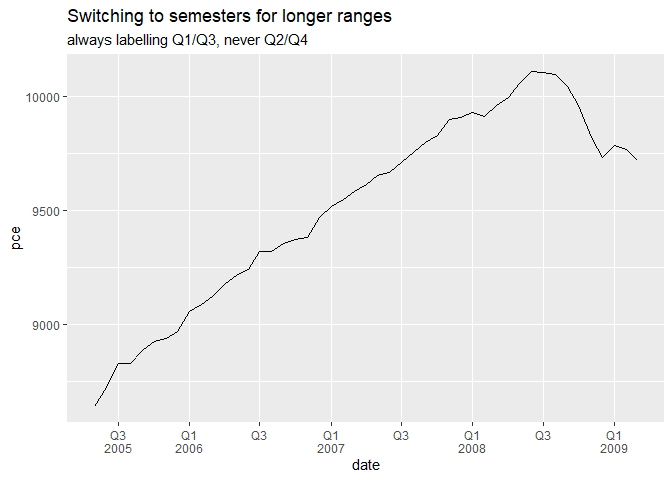 Switching to semesters for longer ranges
always labelling Q1/Q3, never Q2/Q4
10000
9500
9000
pce
Q3 Q1 Q3 Q1 Q3 Q1 Q3 Q1
2005 2006 2007 2008 2009
date